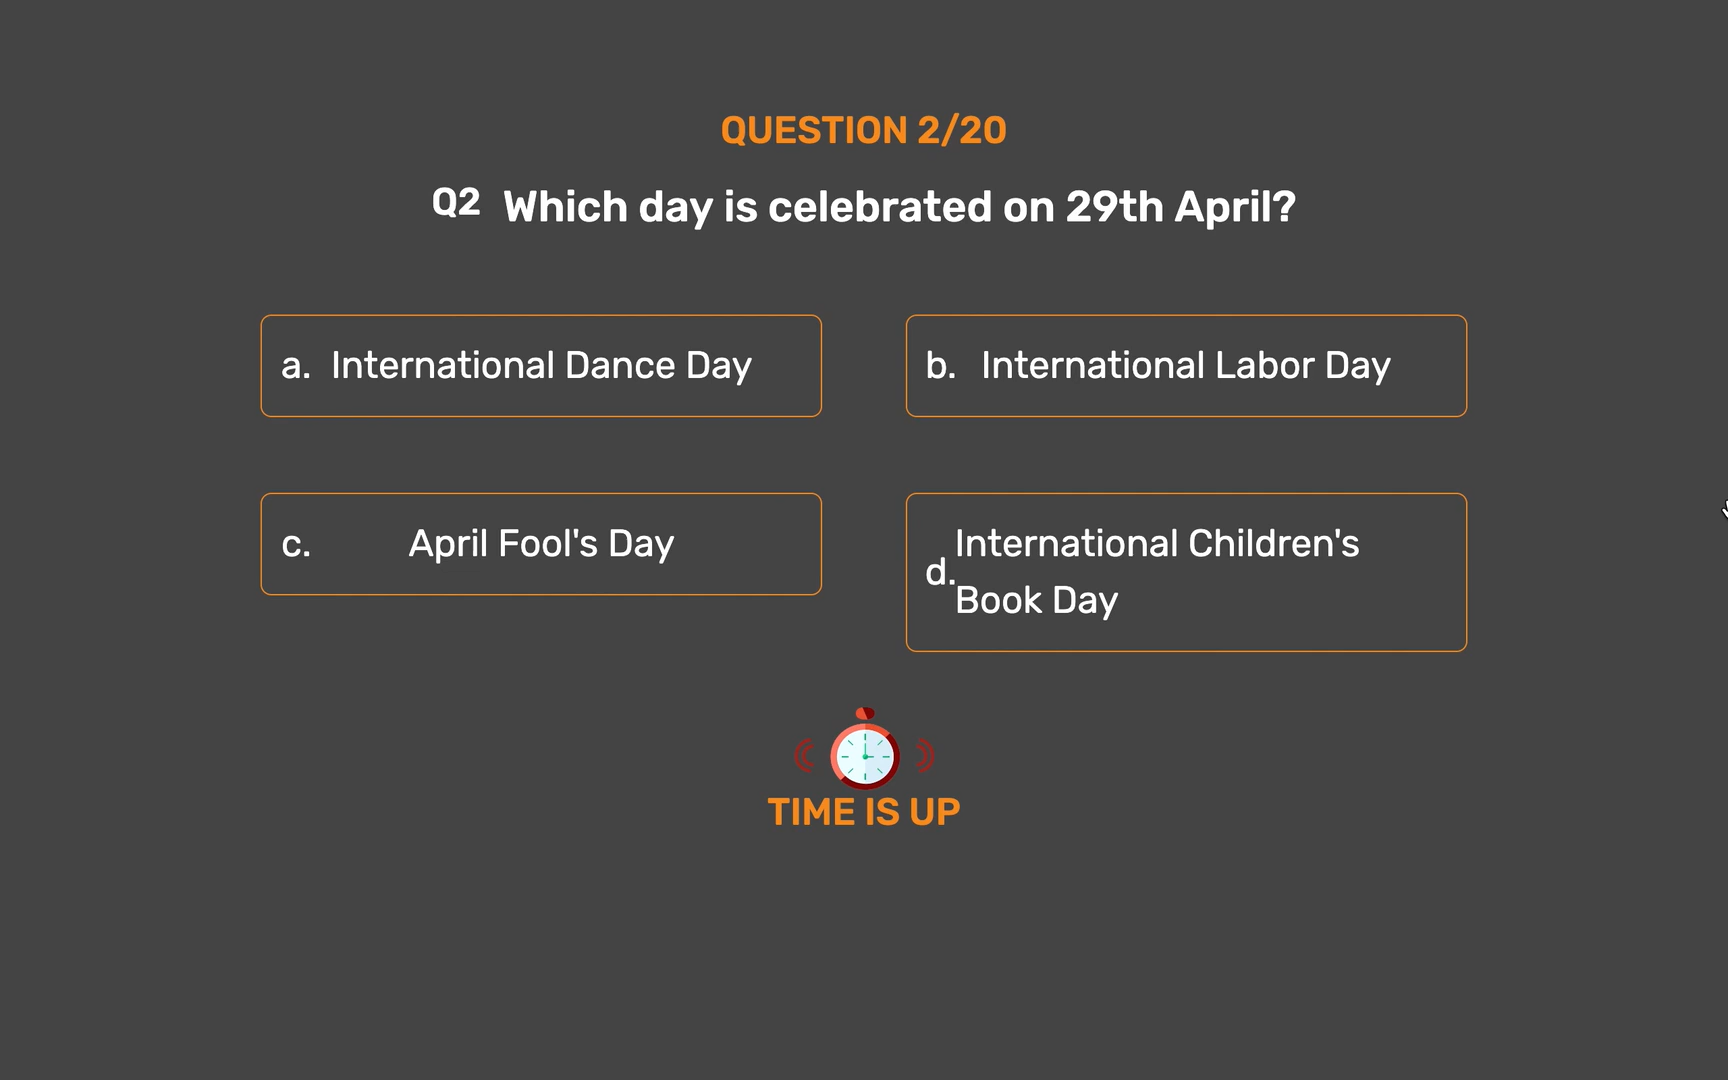 QUESTION 2/20
Q2 Which day is celebrated on 29th April?
a. International Dance Day
b. International Labor Day
c. April Fool's Day
d. International Children's
Book Day
TIME IS UP